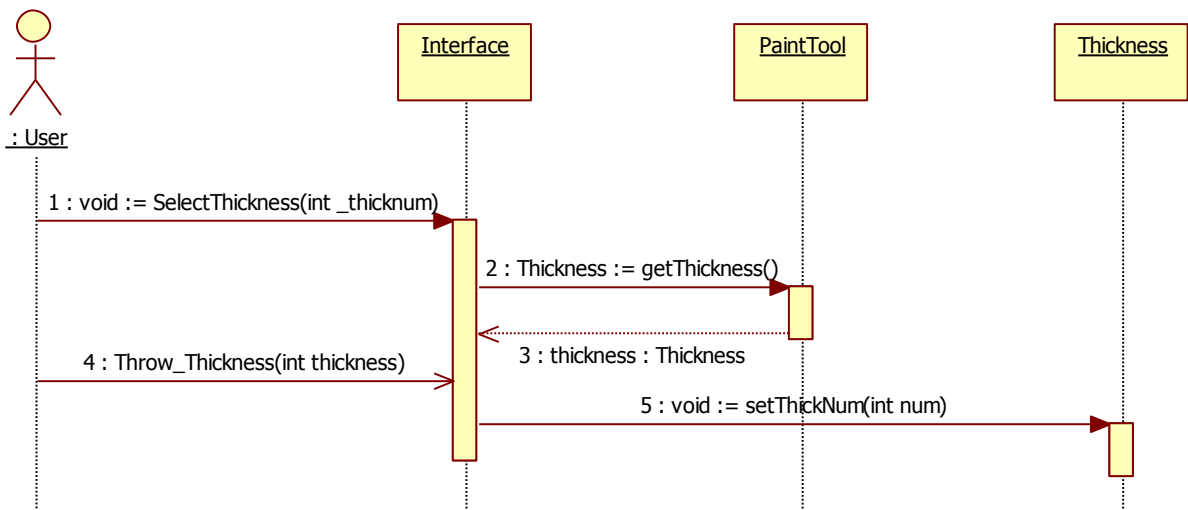 Interface
PaintTool
Thickness
: User
1 : void := SelectThickness(int _thicknum)
2 : Thickness := getThickness()
3 : thickness : Thickness
4 : Throw_Thickness(int thickness)
5 : void := setThickNum(int num)